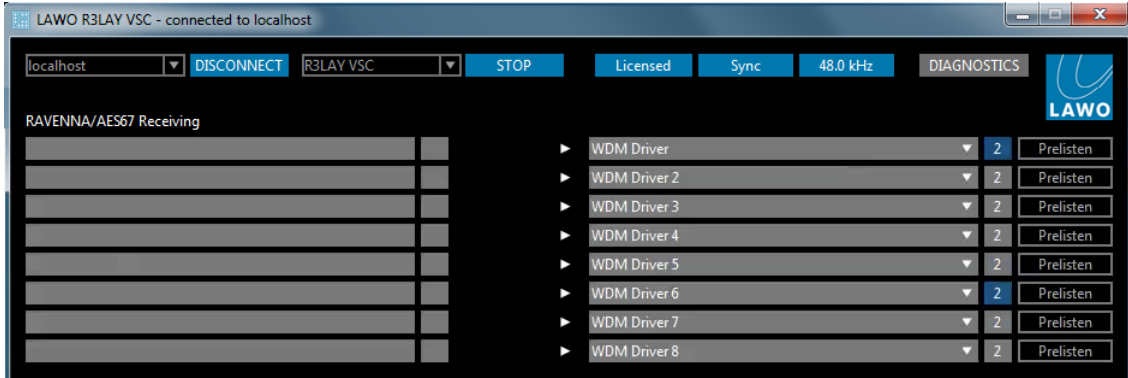 LAWO R3LAY VSC - connected to localhost
localhost DISCONNECT R3LAY VSC STOP Licensed Sync 48.0 kHz DIAGNOSTICS
LAWO
RAVENNA/AES67 Receiving
WDM Driver 2 Prelisten
WDM Driver 2 2 Prelisten
WDM Driver 3 2 Prelisten
WDM Driver 4 2 Prelisten
WDM Driver 5 2 Prelisten
WDM Driver 6 2 Prelisten
WDM Driver 7 2 Prelisten
WDM Driver 8 2 Prelisten